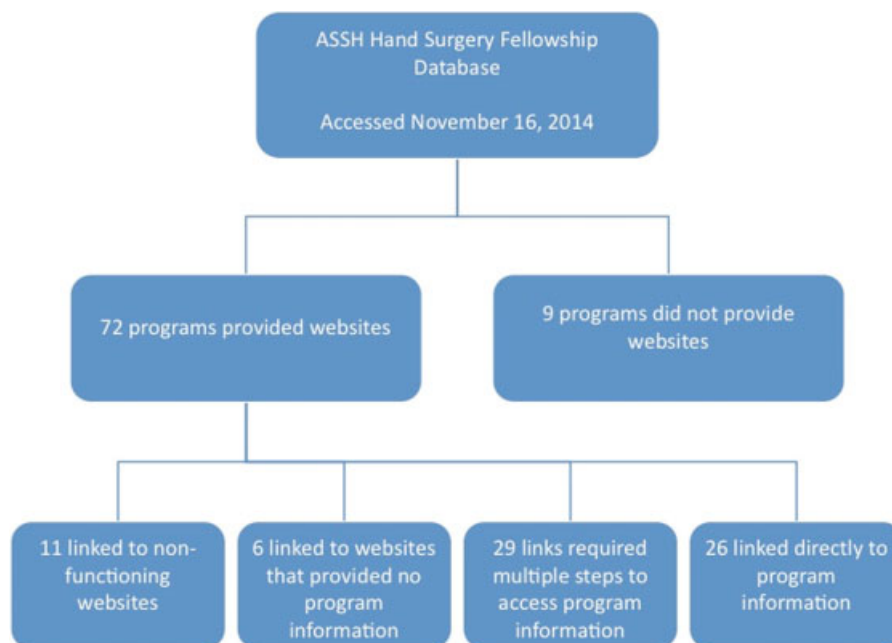 ASSH Hand Surgery Fellowship
Database
Accessed November 16, 2014
72 programs provided websites
9 programs did not provide
websites
11 linked to non-
functioning
websites
6 linked to websites
that provided no
program
information
29 links required
multiple steps to
access program
information
26 linked directly to
program
information